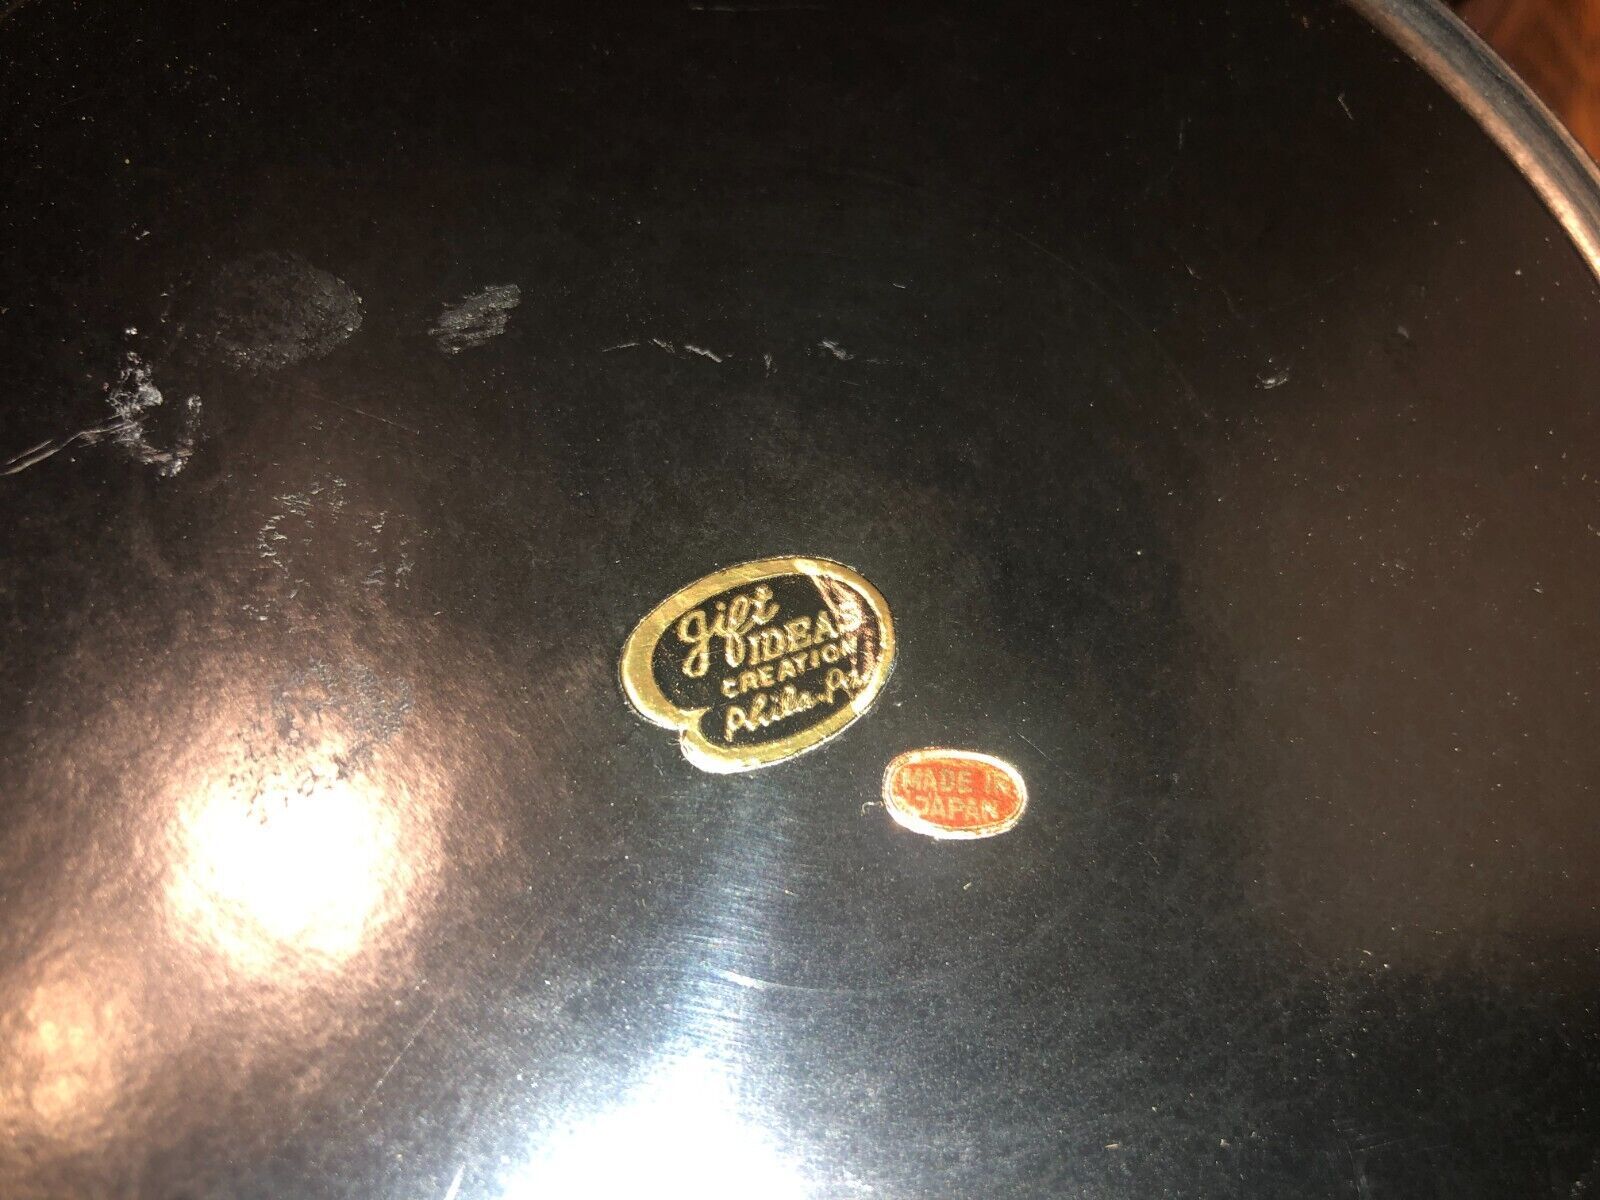 gift
IDEAS
CREATION
Phila. Pa.
MADE IN
JAPAN